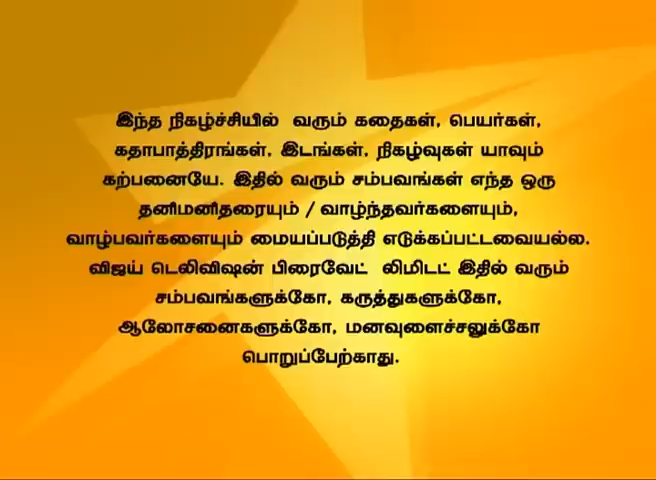 இந்த நிகழ்ச்சியில் வரும் கதைகள், பெயர்கள்,
கதாபாத்திரங்கள், இடங்கள், நிகழ்வுகள் யாவும்
கற்பனையே. இதில் வரும் சம்பவங்கள் எந்த ஒரு
தனிமனிதரையும் / வாழ்ந்தவர்களையும்,
வாழ்பவர்களையும் மையப்படுத்தி எடுக்கப்பட்டவையல்ல.
விஜய் டெலிவிஷன் பிரைவேட் லிமிடட் இதில் வரும்
சம்பவங்களுக்கோ, கருத்துகளுக்கோ,
ஆலோசனைகளுக்கோ, மனவுளைச்சலுக்கோ
பொறுப்பேற்காது.